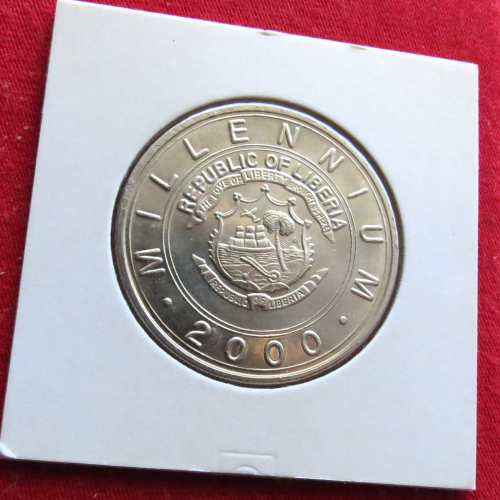 MILLENNIUM
REPUBLIC OF LIBERIA
THE LOVE OF LIBERTY BROUGHT US HERE
REPUBLIC OF LIBERIA
· 2000 ·